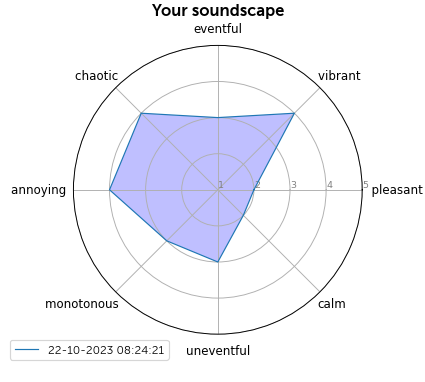 Your soundscape
eventful
chaotic
vibrant
annoying
1
2
3
4
5
pleasant
monotonous
calm
uneventful
22-10-2023 08:24:21